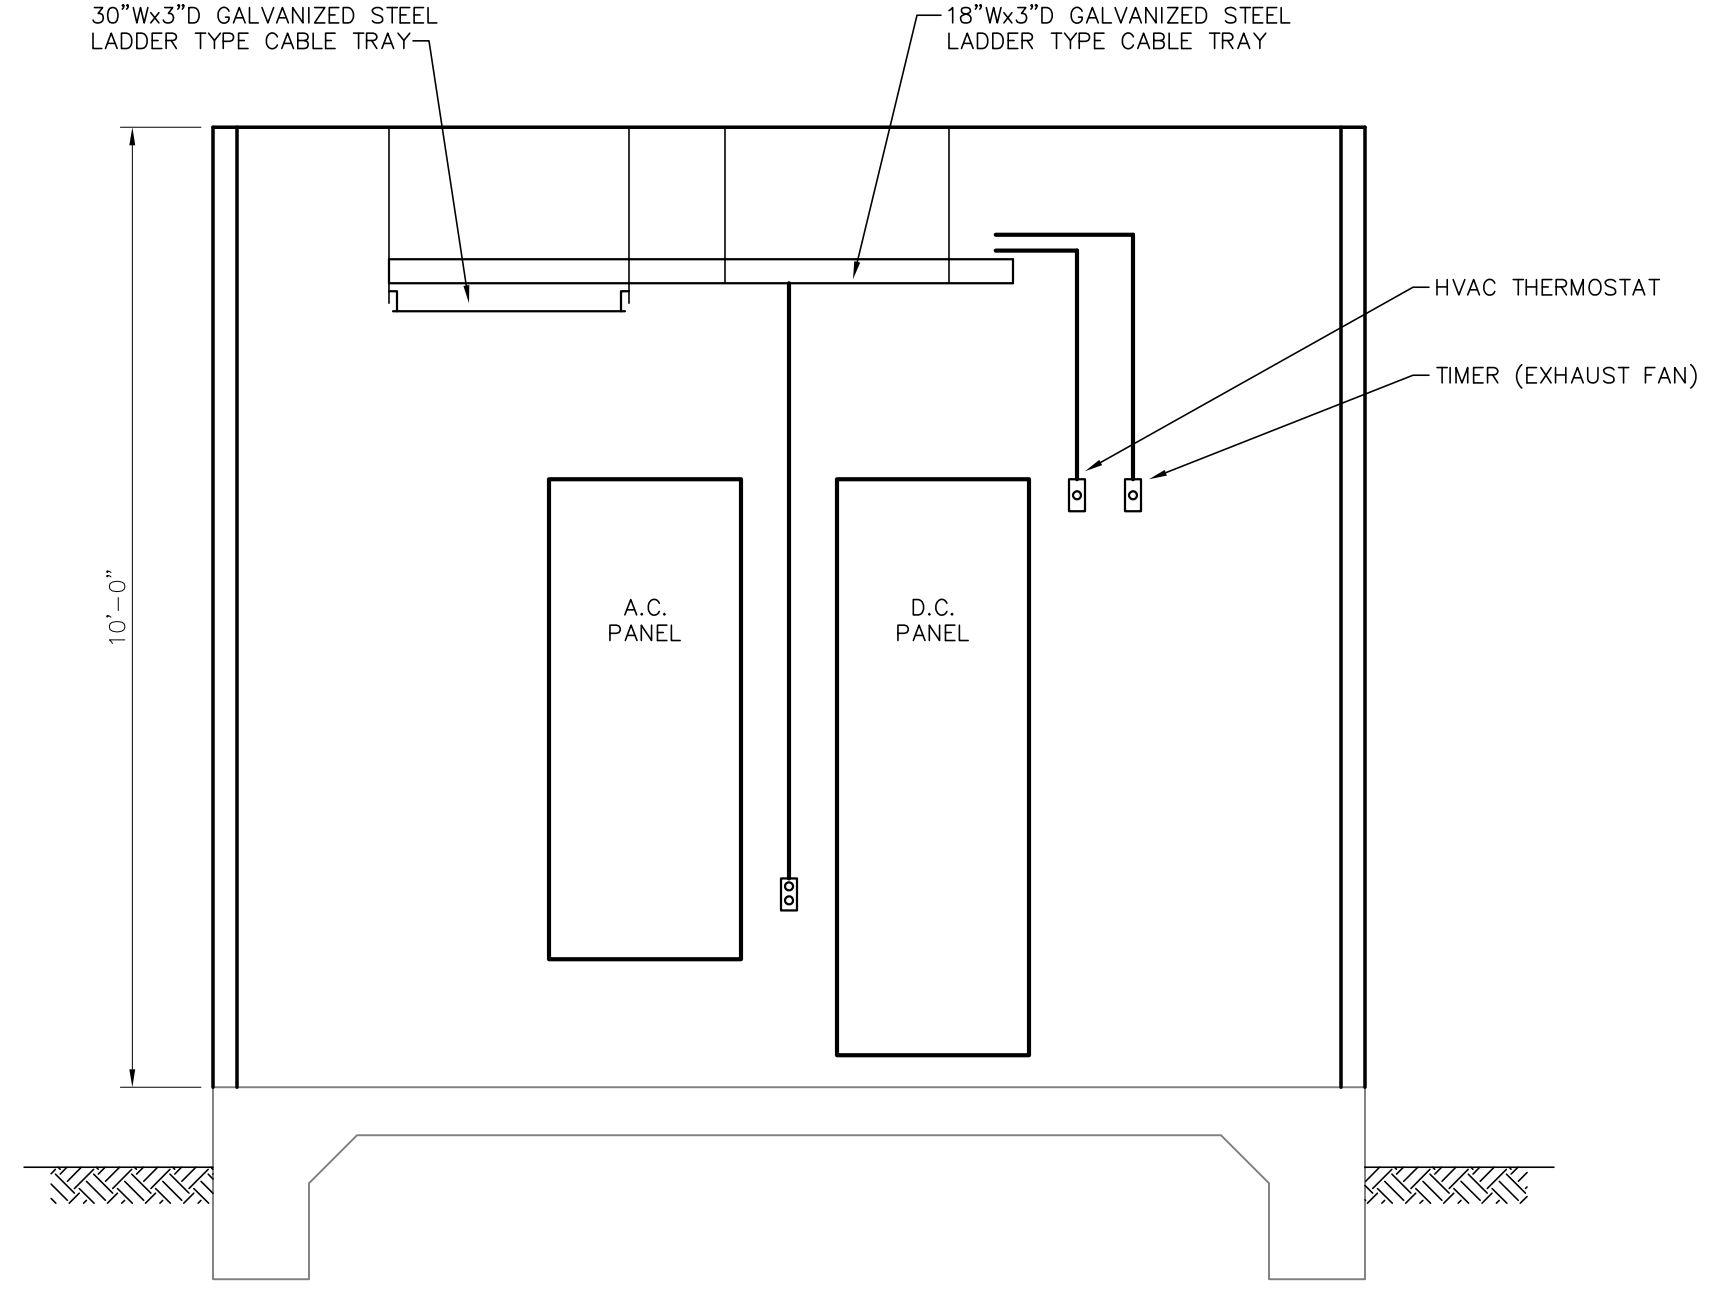 30”Wx3”D GALVANIZED STEEL
LADDER TYPE CABLE TRAY
18”Wx3”D GALVANIZED STEEL
LADDER TYPE CABLE TRAY
HVAC THERMOSTAT
TIMER (EXHAUST FAN)
10'-0”
A.C.
PANEL
D.C.
PANEL